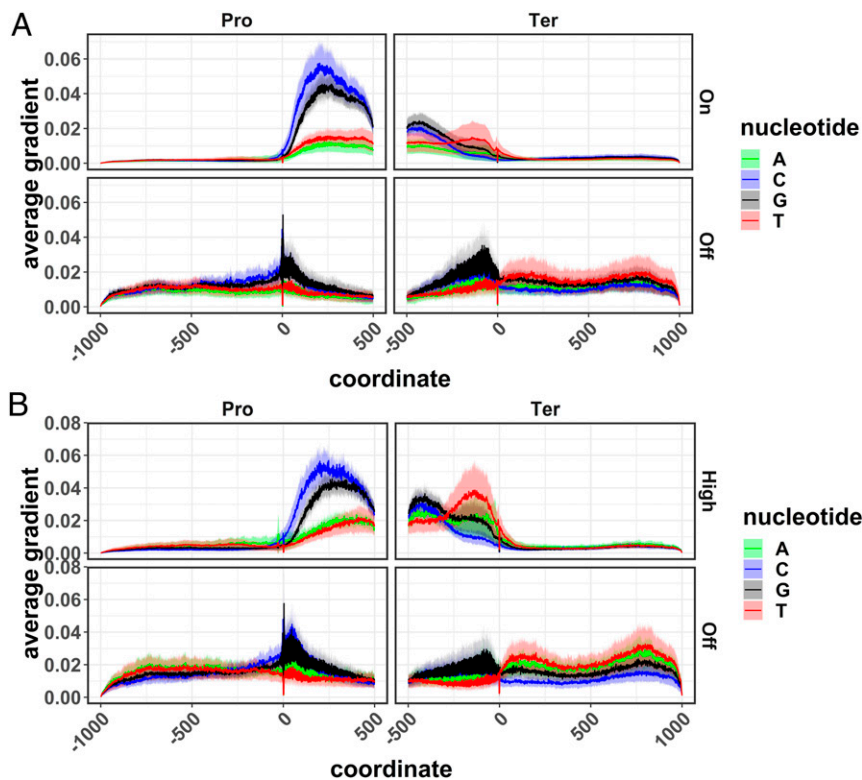 A
Pro Ter
average gradient
0.06
0.04
0.02
0.00
On
0.06
0.04
0.02
0.00
Off
-1000 -500 0 500 -500 0 500 1000
coordinate
nucleotide
A
C
G
T
B
Pro Ter
average gradient
0.08
0.06
0.04
0.02
0.00
High
0.08
0.06
0.04
0.02
0.00
Off
-1000 -500 0 500 -500 0 500 1000
coordinate
nucleotide
A
C
G
T